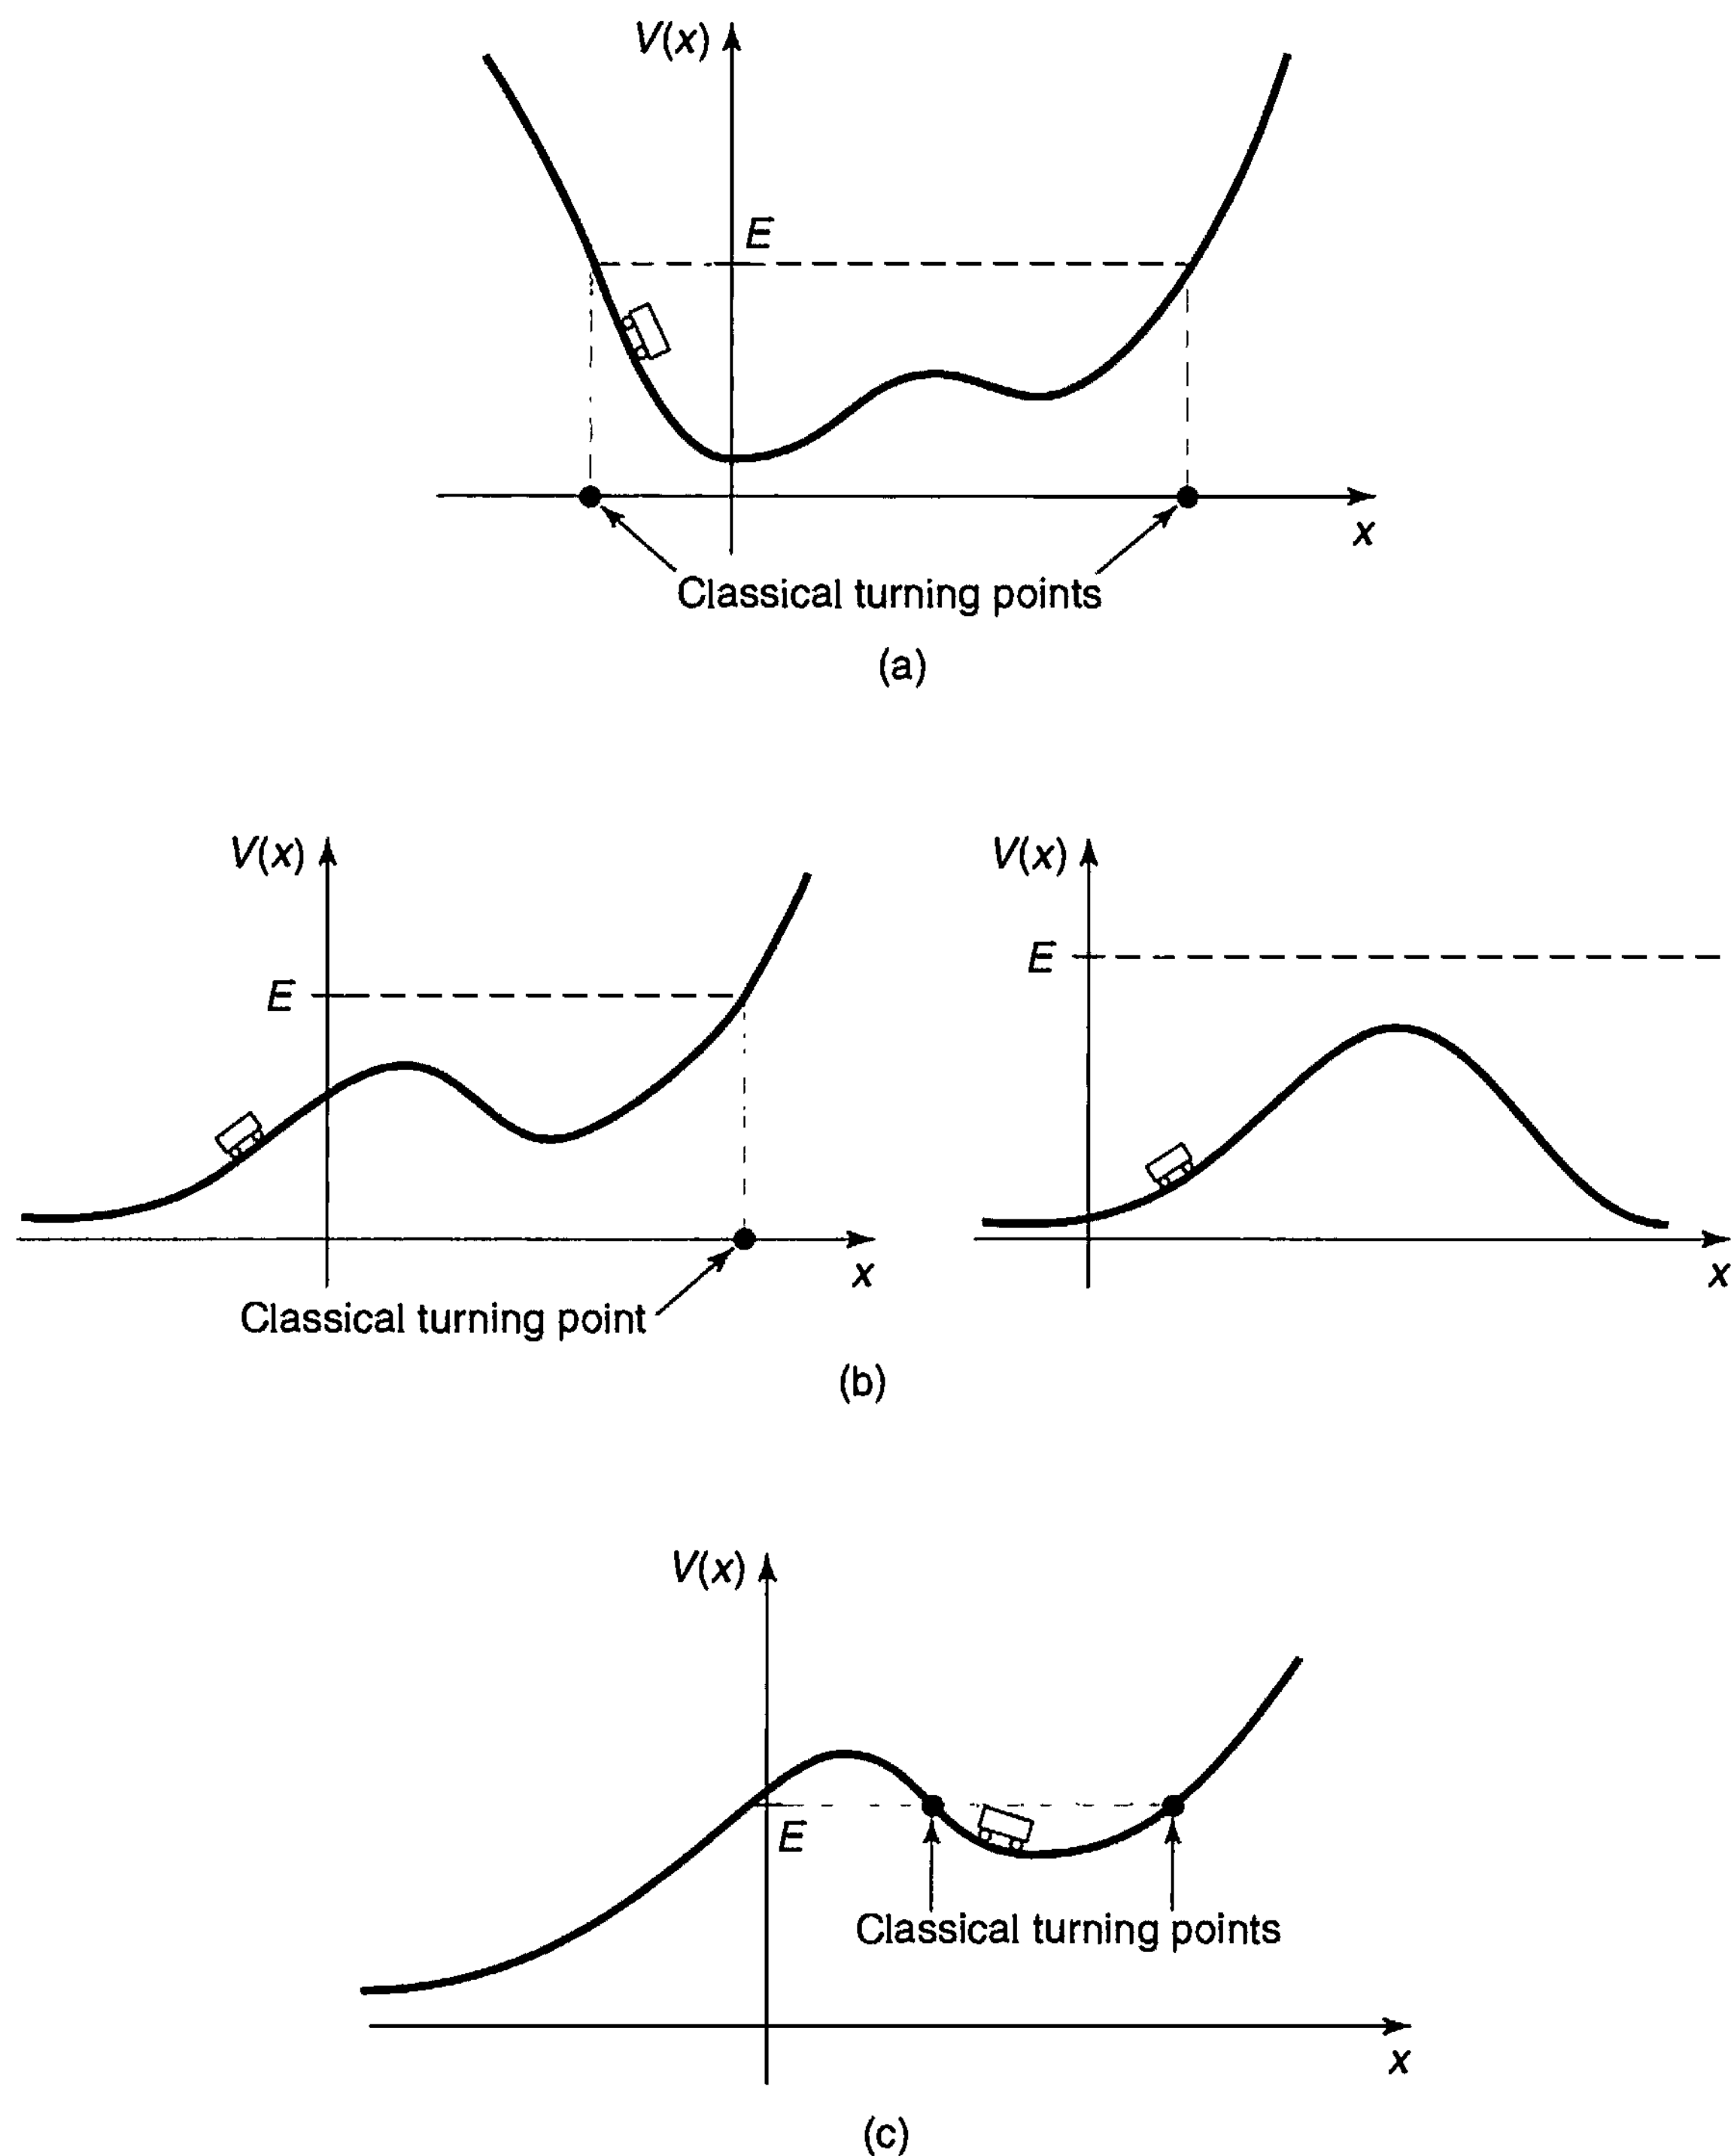 V(x)
E
x
Classical turning points
(a)
V(x)
V(x)
E
E
x
x
Classical turning point
(b)
V(x)
E
Classical turning points
x
(c)